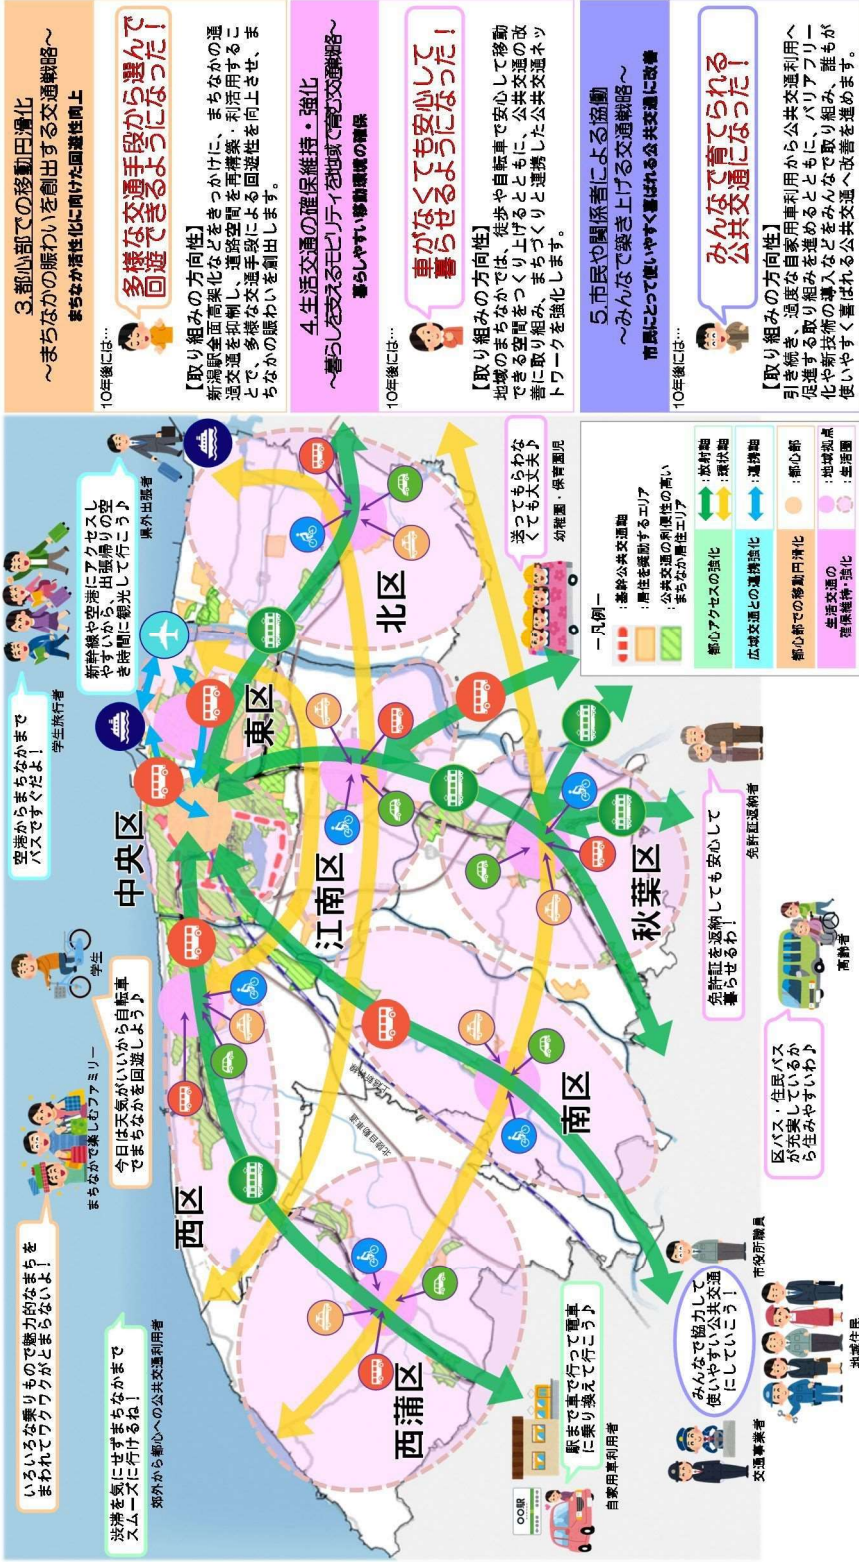 3.都心部での移動円滑化
～まちなかの賑わいを創出する交通戦略～
まちなか活性化に向けた回遊性向上
10年後には…
多様な交通手段から選んで
回遊できるようになった！
【取り組みの方向性】
新潟駅全面高架化などをきっかけに、まちなかの通
過交通を抑制し、道路空間を再構築・利活用するこ
とで、多様な交通手段による回遊性を向上させ、ま
ちなかの賑わいを創出します。
4.生活交通の確保維持・強化
～暮らしを支えるモビリティを地域で育む交通戦略～
暮らしやすい移動環境の確保
10年後には…
車がなくても安心して
暮らせるようになった！
【取り組みの方向性】
地域のまちなかでは、徒歩や自転車で安心して移動
できる空間をつくり上げるとともに、公共交通の改
善に取り組み、まちづくりと連携した公共交通ネッ
トワークを強化します。
5.市民や関係者による協働
～みんなで築き上げる交通戦略～
市民にとって使いやすく喜ばれる公共交通に改善
10年後には…
みんなで育てられる
公共交通になった！
【取り組みの方向性】
引き続き、過度な自家用車利用から公共交通利用へ
促進する取り組みを進めるとともに、バリアフリー
化や新技術の導入などをみんなで取り組み、誰もが
使いやすく喜ばれる公共交通へ改善を進めます。
いろいろな乗りもので魅力的なまちを
まわれてワクワクがとまらないよ！
まちなかで楽しむファミリー
今日は天気がいいから自転車
でまちなかを回遊しよう♪
学生
空港からまちなかまで
バスですぐだよ！
学生旅行者
新幹線や空港にアクセスし
やすいから、出張帰りの空
き時間に観光して行こう♪
県外出張者
渋滞を気にせずまちなかまで
スムーズに行けるね！
郊外から都心への公共交通利用者
西区
中央区
東区
北区
江南区
西蒲区
南区
秋葉区
北陸自動車道
上越新幹線
送ってもらわな
くても大丈夫♪
幼稚園・保育園児
OO駅
駅まで車で行って電車
に乗り換えて行こう♪
自家用車利用者
みんなで協力して
使いやすい公共交通
にしていこう！
交通事業者
地域住民
市役所職員
区バス・住民バス
が充実しているか
ら住みやすいわ♪
高齢者
免許証を返納しても安心して
暮らせるわ！
免許証返納者
－凡例－
：基幹公共交通軸
：居住を奨励するエリア
公共交通の利便性の高い
まちなか居住エリア
都心アクセスの強化
：放射軸
：環状軸
広域交通との連携強化
：連携軸
都心部での移動円滑化
：都心部
生活交通の
確保維持・強化
：地域拠点
：生活圏